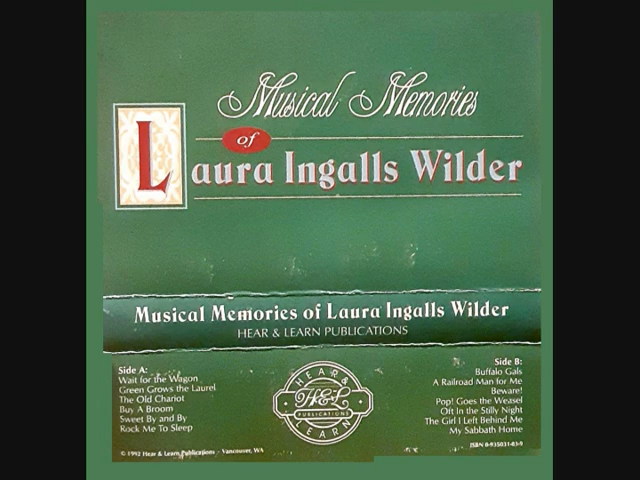 Musical Memories
of
Laura Ingalls Wilder
Musical Memories of Laura Ingalls Wilder
HEAR & LEARN PUBLICATIONS
Side A:
Wait for the Wagon
Green Grows the Laurel
The Old Chariot
Buy A Broom
Sweet By and By
Rock Me To Sleep
HEAR &
H&L
PUBLICATIONS
LEARN
Side B:
Buffalo Gals
A Railroad Man for Me
Beware!
Pop! Goes the Weasel
Oft In the Stilly Night
The Girl I Left Behind Me
My Sabbath Home
© 1992 Hear & Learn Publications - Vancouver, WA
ISBN 0-935031-63-9